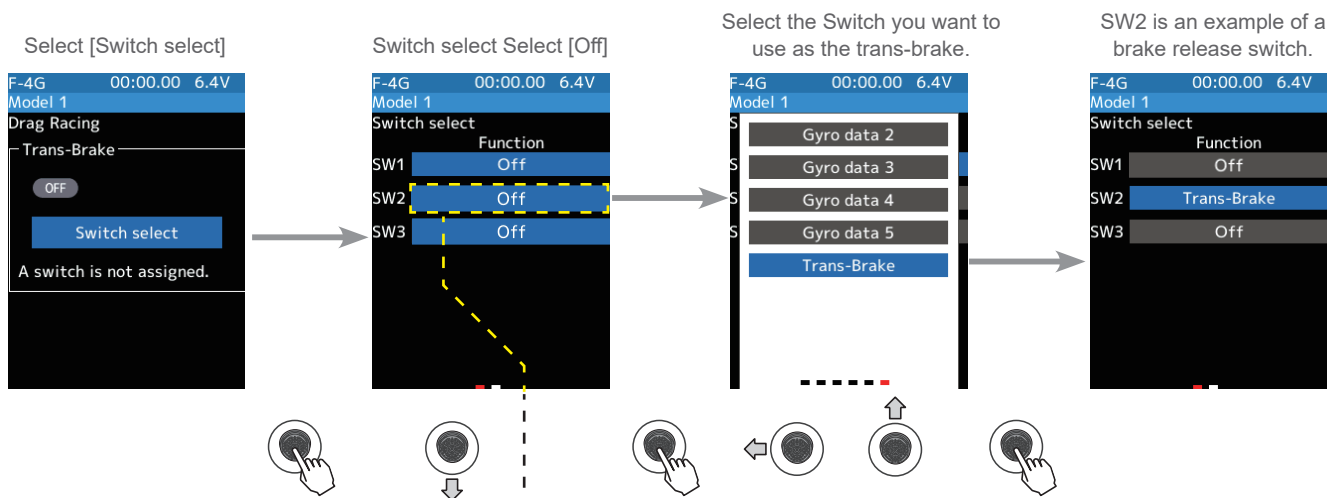 Select [Switch select]
F-4G 00:00.00 6.4V
Model 1
Drag Racing
Trans-Brake
OFF
Switch select
A switch is not assigned.
Switch select Select [Off]
F-4G 00:00.00 6.4V
Model 1
Switch select
Function
SW1 Off
SW2 Off
SW3 Off
Select the Switch you want to
use as the trans-brake.
F-4G 00:00.00 6.4V
Model 1
S
Gyro data 2
Gyro data 3
S Gyro data 4
S Gyro data 5
Trans-Brake
SW2 is an example of a
brake release switch.
F-4G 00:00.00 6.4V
Model 1
Switch select
Function
SW1 Off
SW2 Trans-Brake
SW3 Off